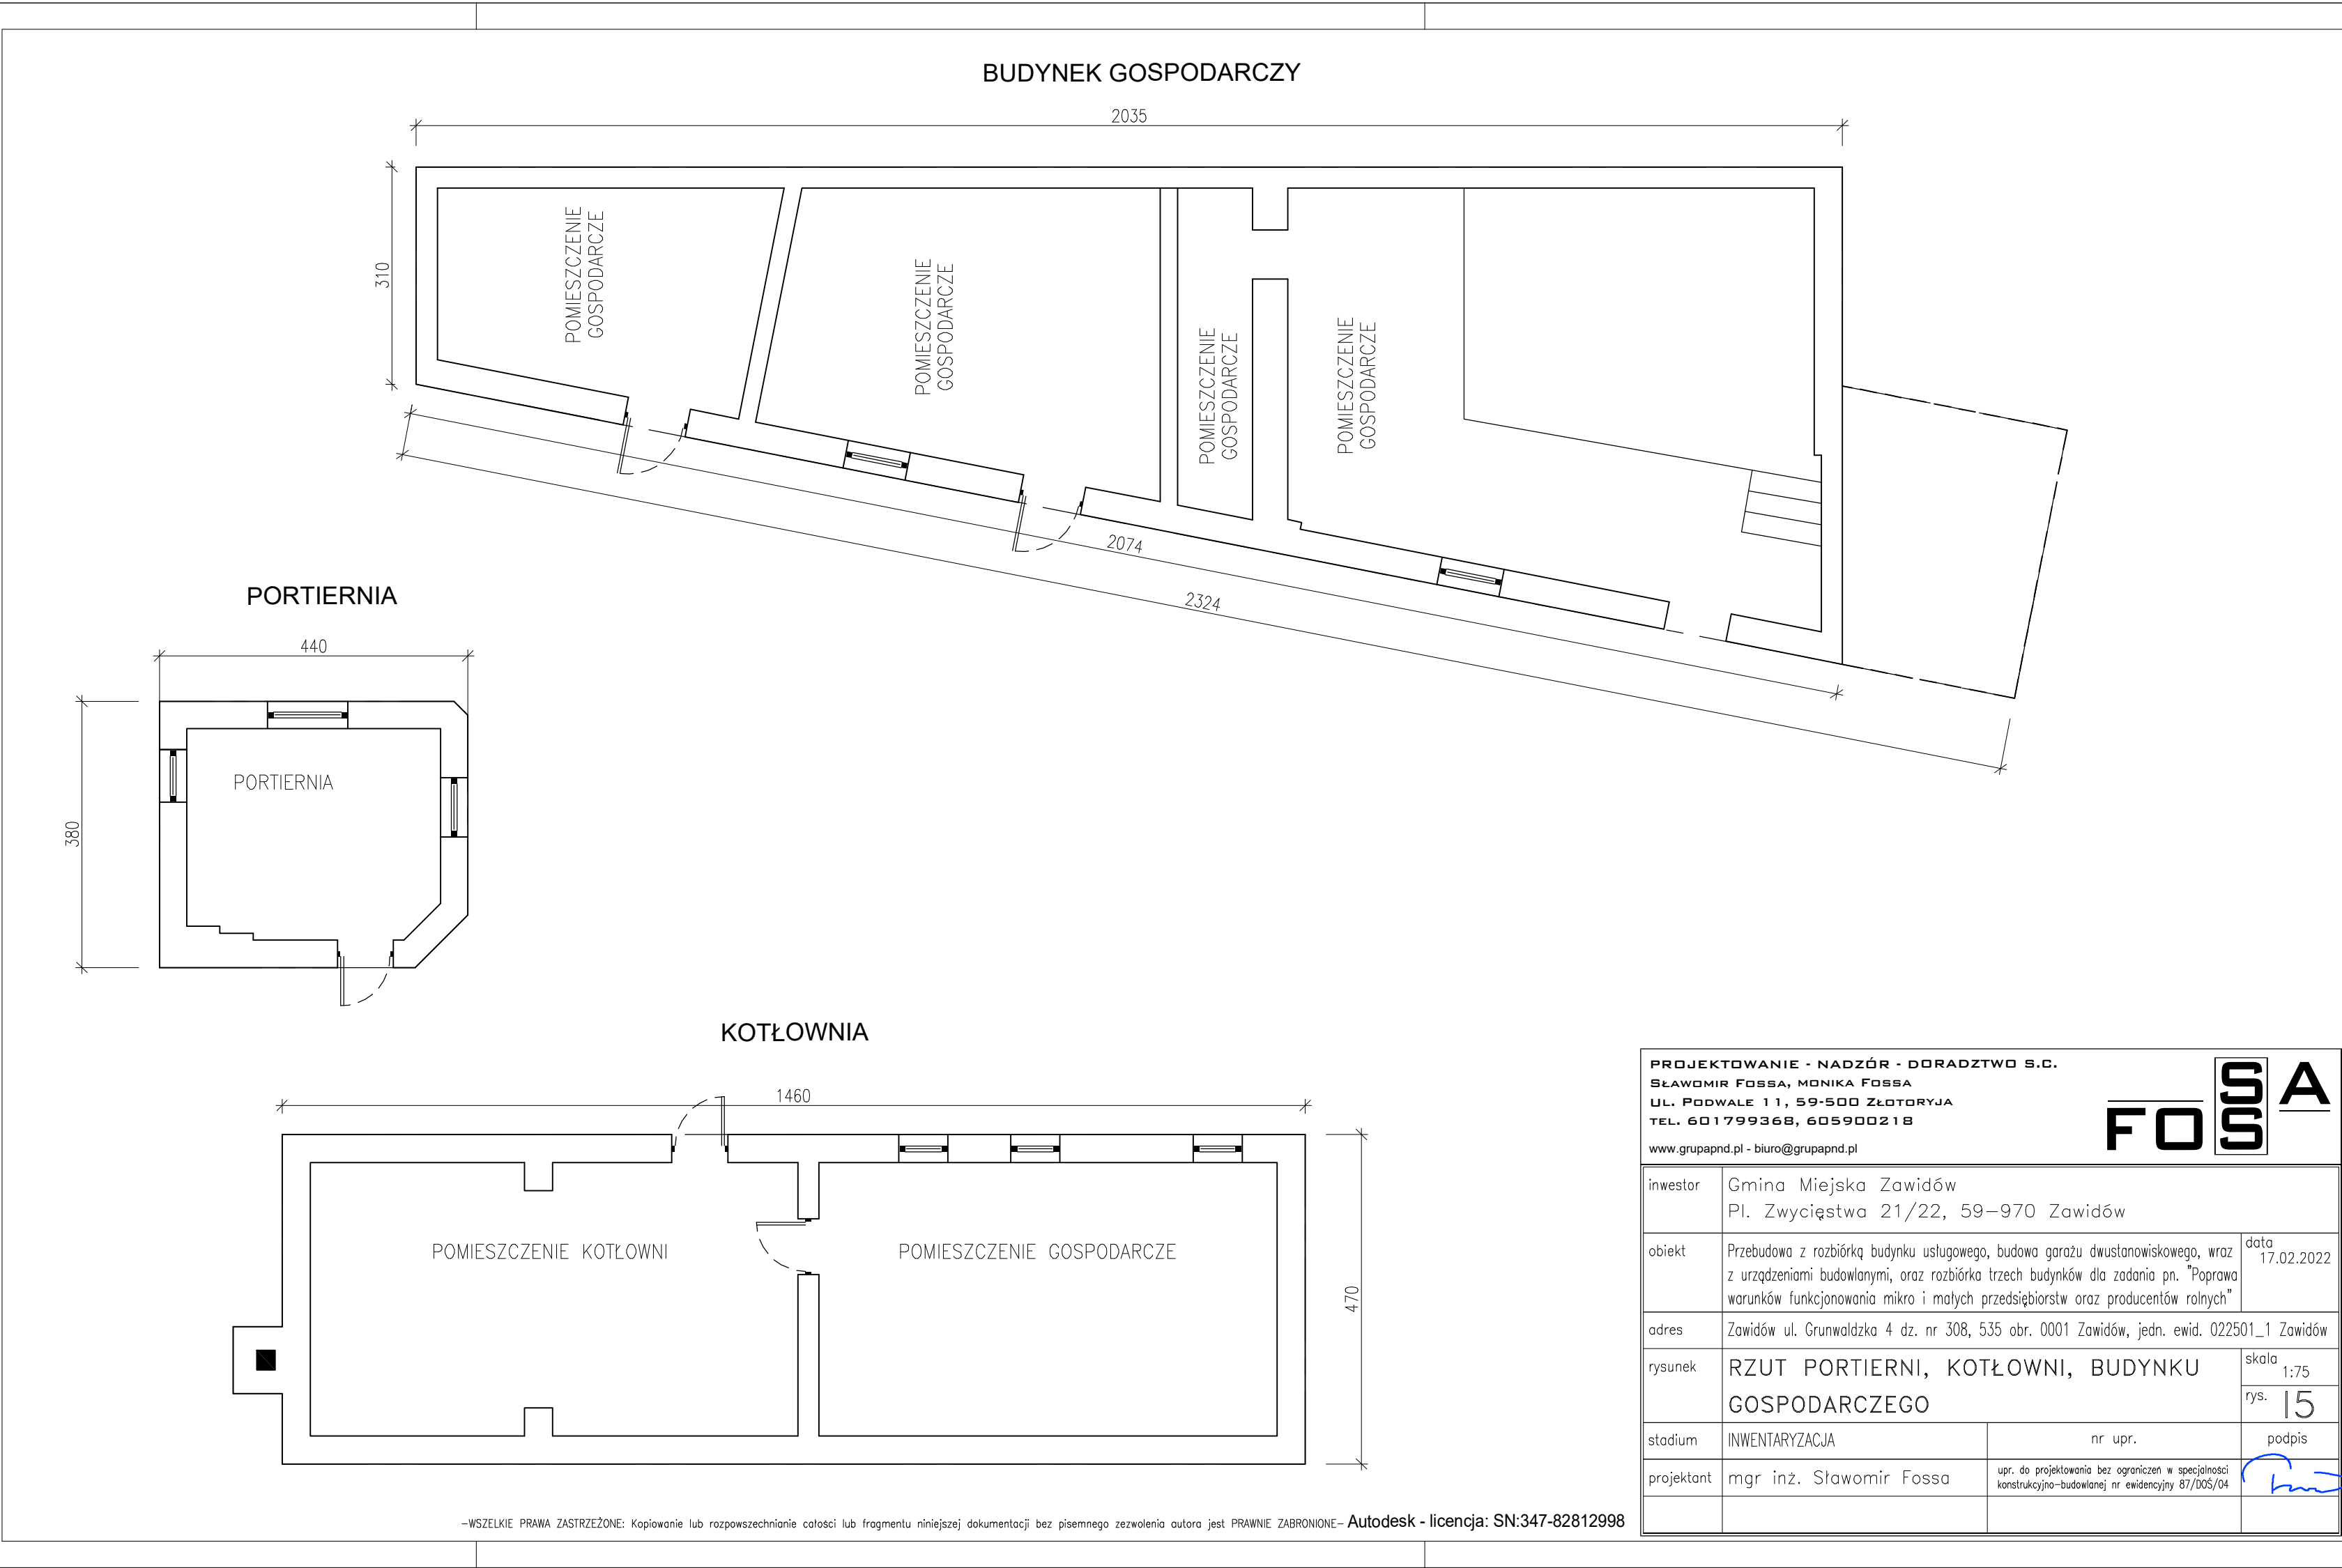 BUDYNEK GOSPODARCZY
2035
310
POMIESZCZENIE
GOSPODARCZE
POMIESZCZENIE
GOSPODARCZE
POMIESZCZENIE
GOSPODARCZE
POMIESZCZENIE
GOSPODARCZE
2074
2324
PORTIERNIA
440
380
PORTIERNIA
KOTŁOWNIA
1460
470
POMIESZCZENIE KOTŁOWNI
POMIESZCZENIE GOSPODARCZE
PROJEKTOWANIE - NADZÓR - DORADZTWO S.C.
SŁAWOMIR FOSSA, MONIKA FOSSA
UL. PODWALE 11, 59-500 ZŁOTORYJA
TEL. 601799368, 605900218
www.grupapnd.pl - biuro@grupapnd.pl
FOSSA
inwestor
Gmina Miejska Zawidów
Pl. Zwycięstwa 21/22, 59-970 Zawidów
obiekt
Przebudowa z rozbiórką budynku usługowego, budowa garażu dwustanowiskowego, wraz
z urządzeniami budowlanymi, oraz rozbiórka trzech budynków dla zadania pn. "Poprawa
warunków funkcjonowania mikro i małych przedsiębiorstw oraz producentów rolnych"
data
17.02.2022
adres
Zawidów ul. Grunwaldzka 4 dz. nr 308, 535 obr. 0001 Zawidów, jedn. ewid. 022501_1 Zawidów
rysunek
RZUT PORTIERNI, KOTŁOWNI, BUDYNKU
GOSPODARCZEGO
skala
1:75
rys.
I5
stadium
INWENTARYZACJA
nr upr.
podpis
projektant
mgr inż. Sławomir Fossa
upr. do projektowania bez ograniczeń w specjalności
konstrukcyjno-budowlanej nr ewidencyjny 87/DOŚ/04
-WSZELKIE PRAWA ZASTRZEŻONE: Kopiowanie lub rozpowszechnianie całości lub fragmentu niniejszej dokumentacji bez pisemnego zezwolenia autora jest PRAWNIE ZABRONIONE- Autodesk - licencja: SN:347-82812998